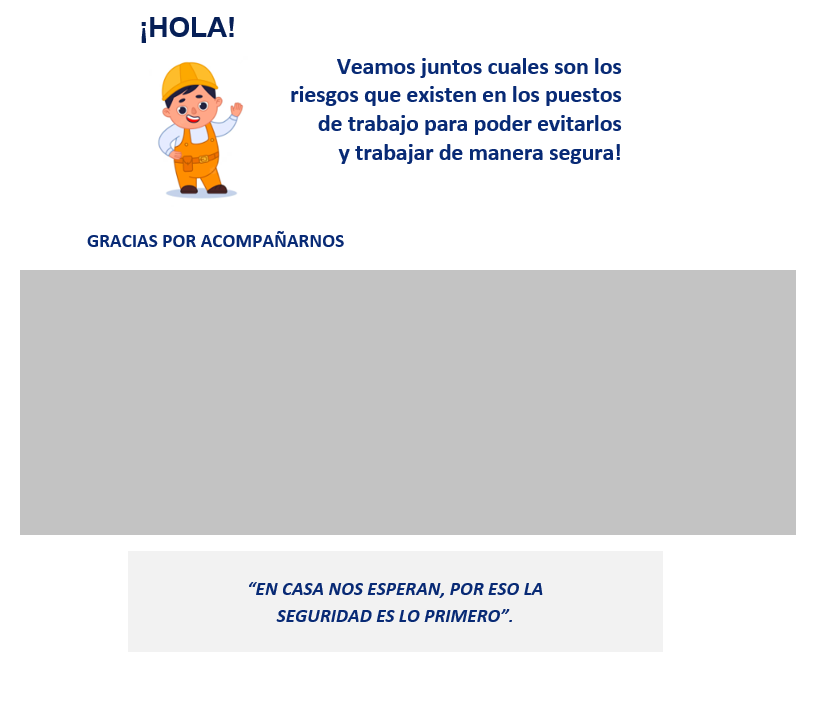 ¡HOLA!
Veamos juntos cuales son los
riesgos que existen en los puestos
de trabajo para poder evitarlos
y trabajar de manera segura!
GRACIAS POR ACOMPAÑARNOS
“EN CASA NOS ESPERAN, POR ESO LA
SEGURIDAD ES LO PRIMERO”.